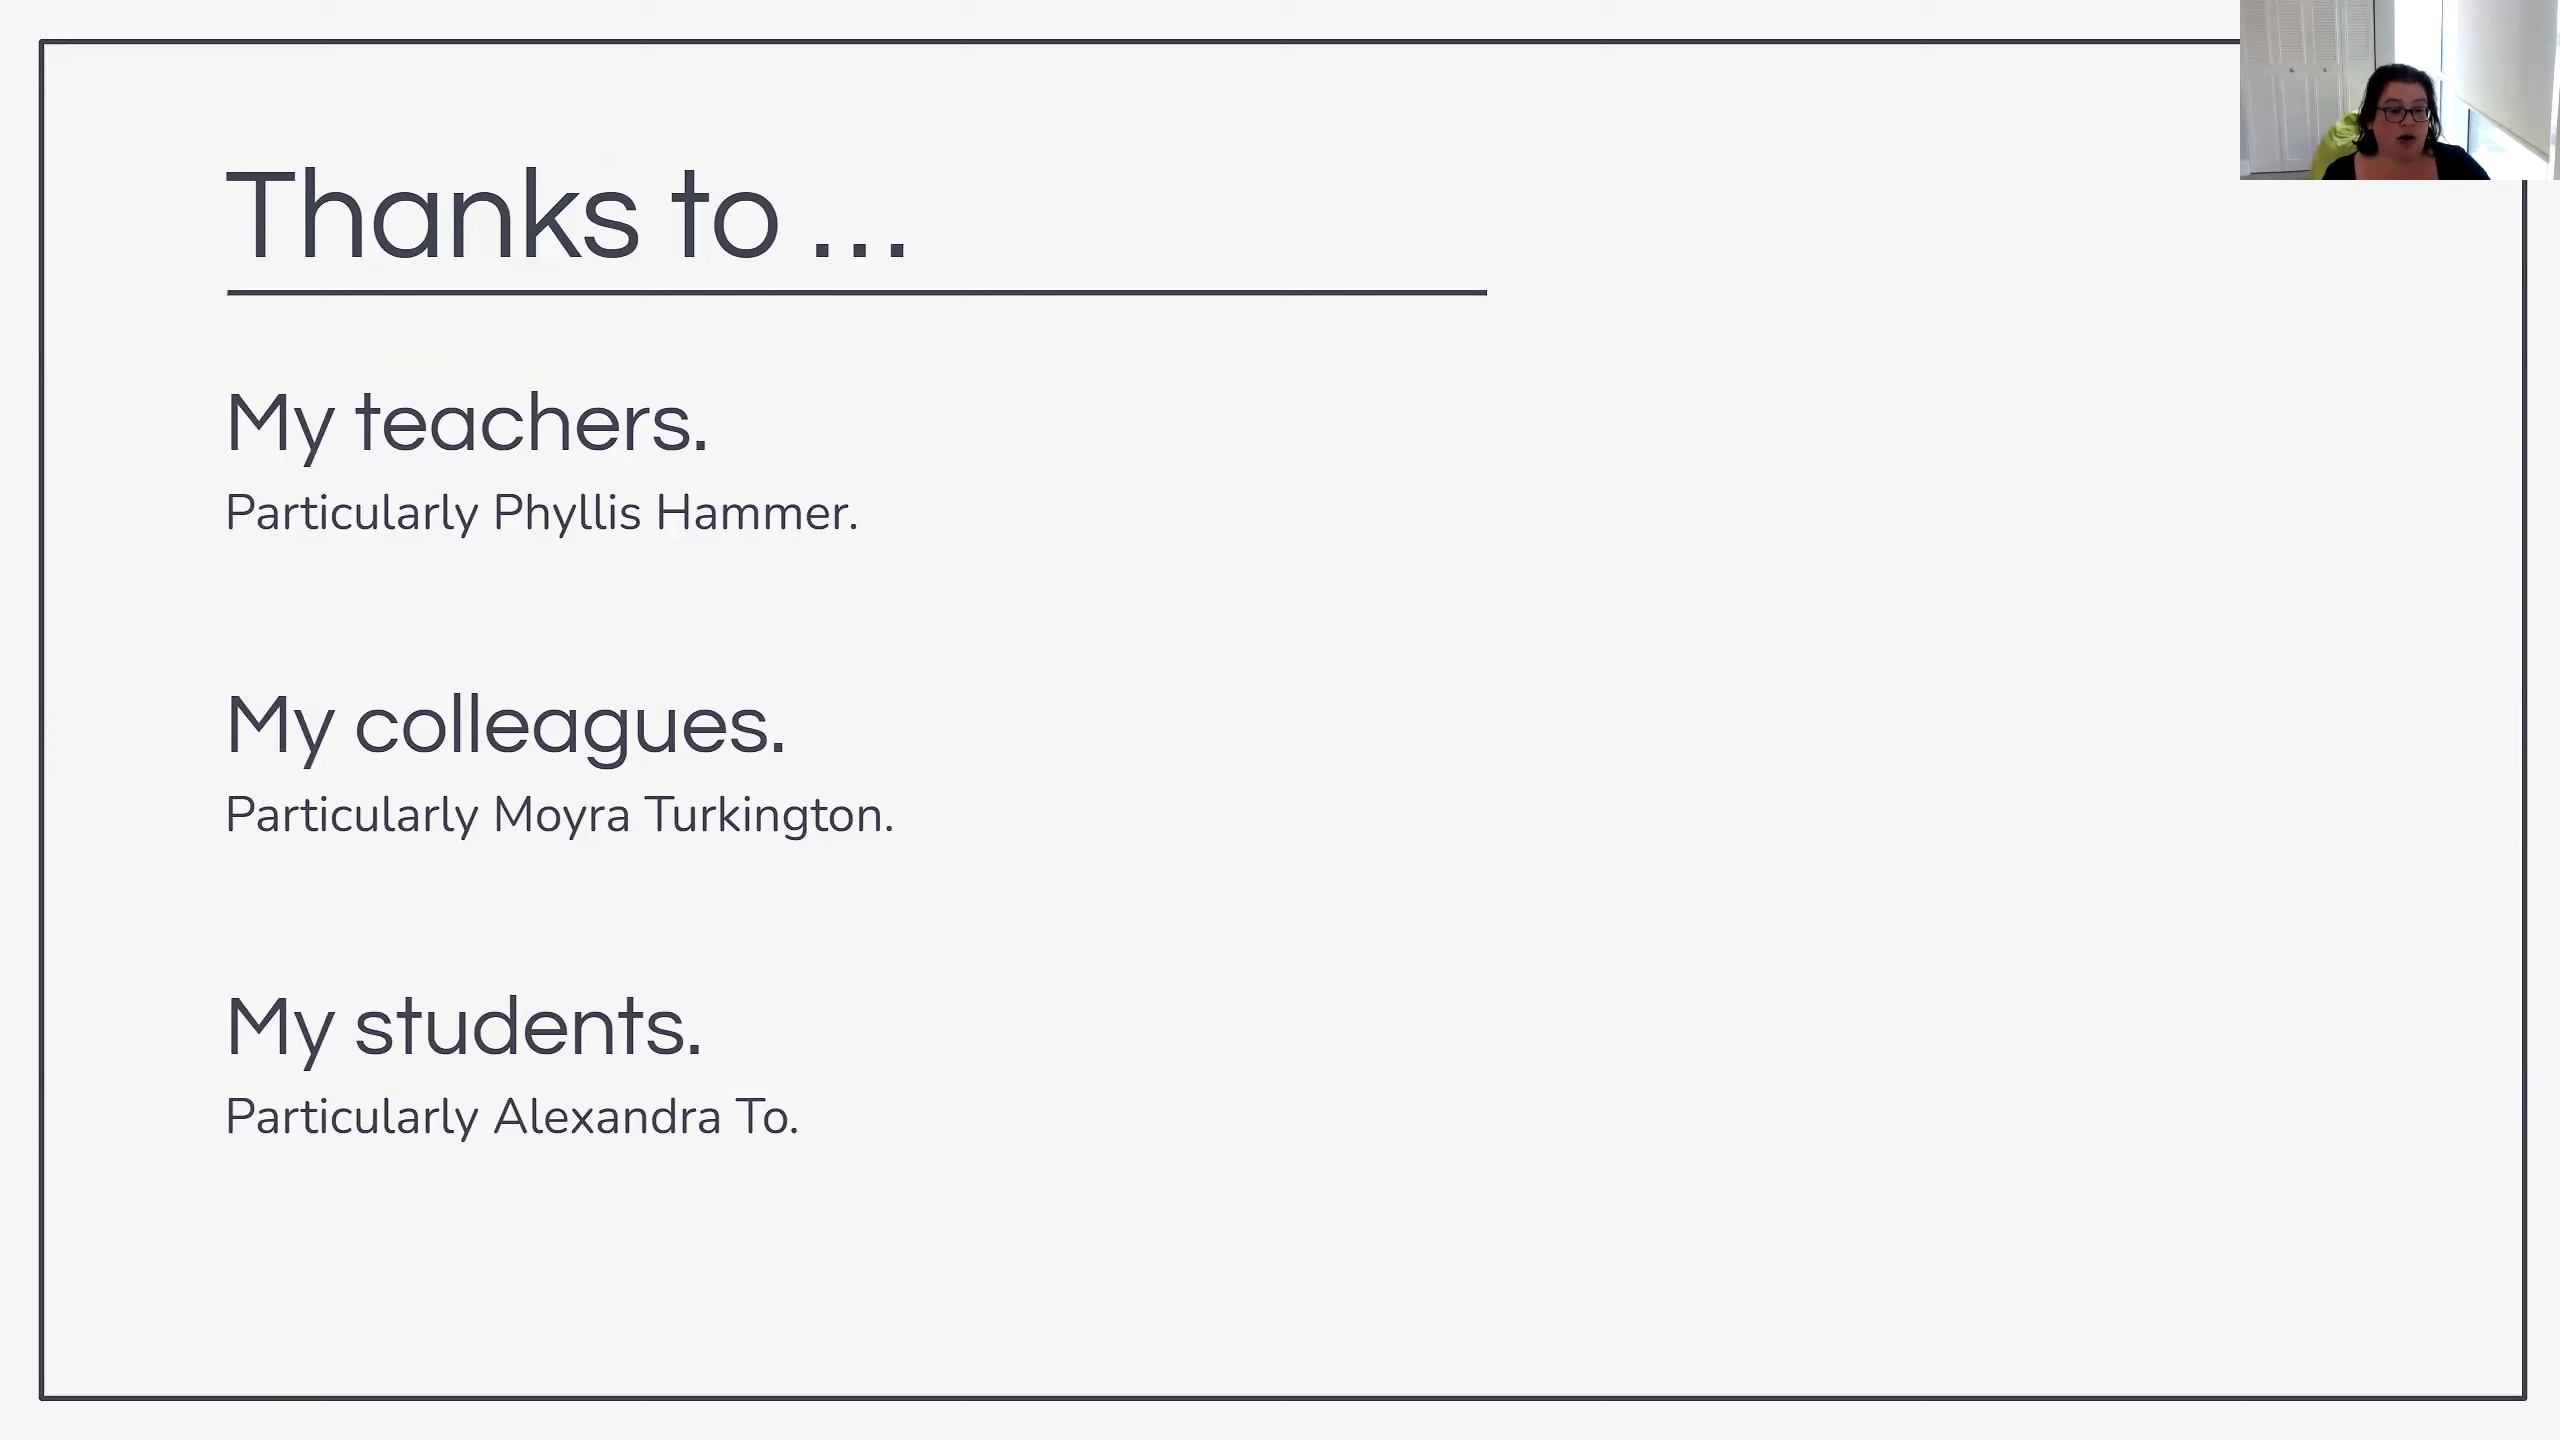 Thanks to ...
My teachers.
Particularly Phyllis Hammer.
My colleagues.
Particularly Moyra Turkington.
My students.
Particularly Alexandra To.